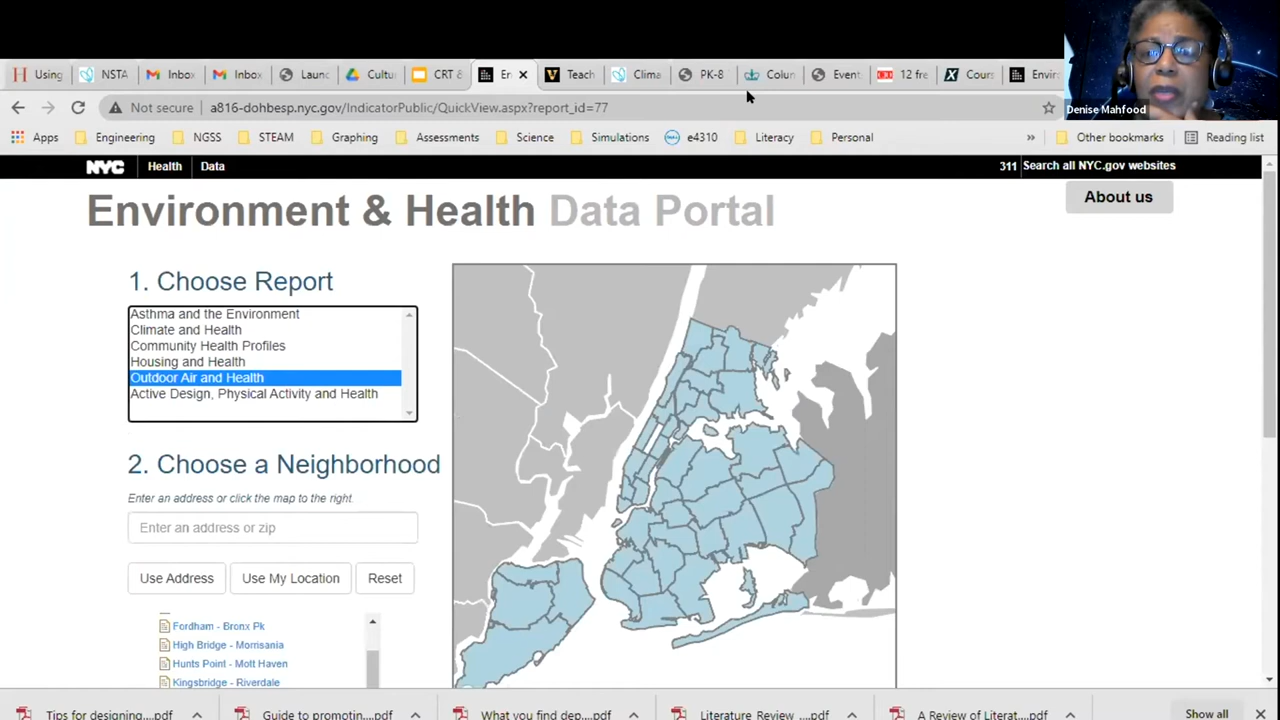 Using
NSTA
Inbox
Inbox
Laun
Cultu
CRT &
En
Teach
Clima
PK-8
Colun
Event
12 fre
Cours
Enviro
Denise Mahfood
Not secure a816-dohbesp.nyc.gov/IndicatorPublic/QuickView.aspx?report_id=77
Apps Engineering NGSS STEAM Graphing Assessments Science Simulations e4310 Literacy Personal » Other bookmarks Reading list
NYC Health Data 311 Search all NYC.gov websites
Environment & Health Data Portal
About us
1. Choose Report
Asthma and the Environment
Climate and Health
Community Health Profiles
Housing and Health
Outdoor Air and Health
Active Design, Physical Activity and Health
2. Choose a Neighborhood
Enter an address or click the map to the right.
Enter an address or zip
Use Address Use My Location Reset
Fordham - Bronx Pk
High Bridge - Morrisania
Hunts Point - Mott Haven
Kingsbridge - Riverdale
Tips for designing....pdf Guide to promotin....pdf What you find dep....pdf Literature Review ....pdf A Review of Literat....pdf Show all